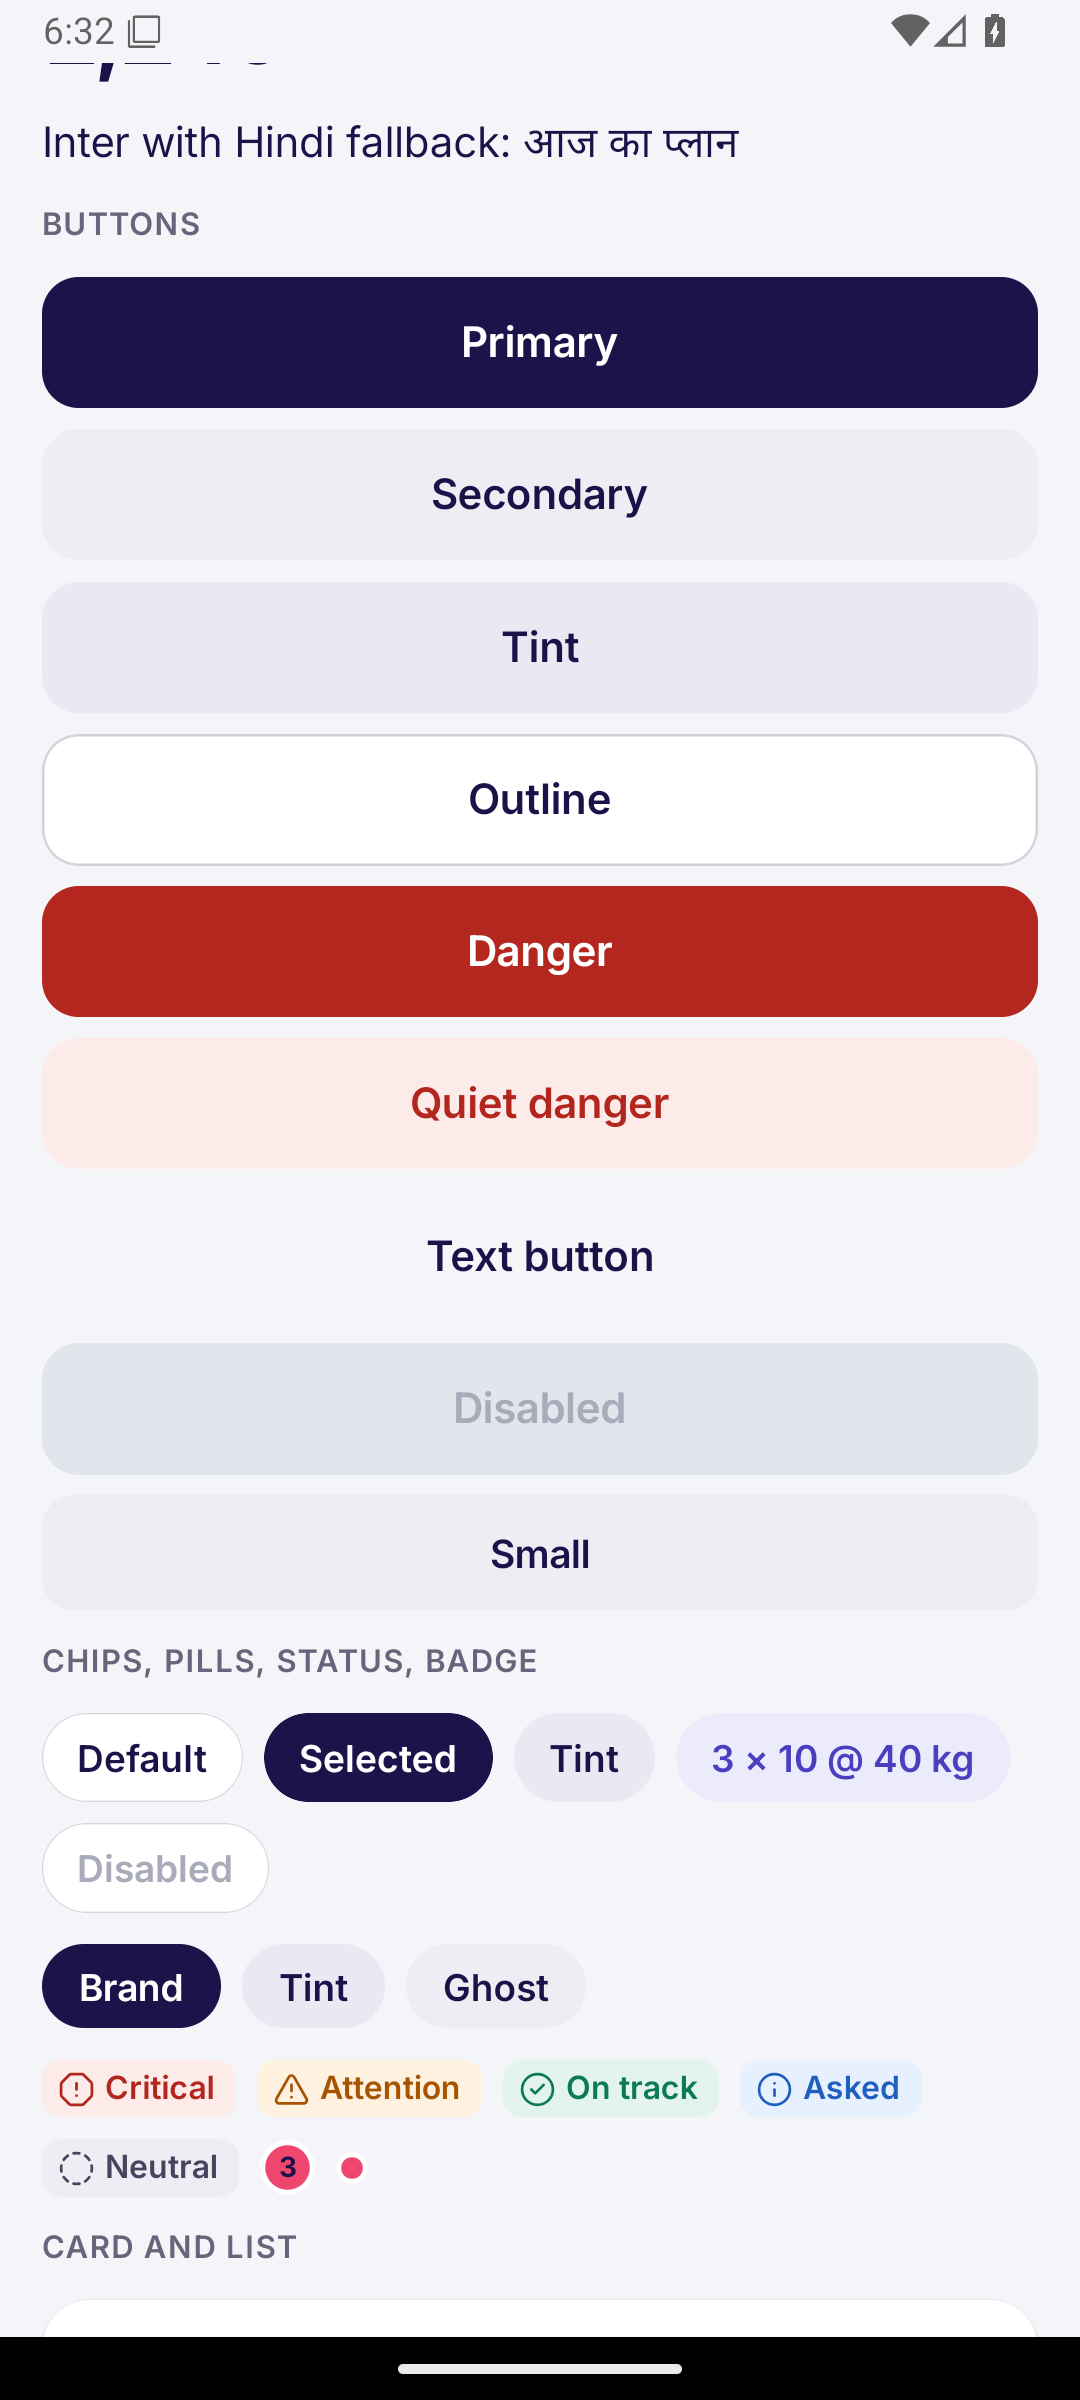 6:32
Inter with Hindi fallback: आज का प्लान
BUTTONS
Primary
Secondary
Tint
Outline
Danger
Quiet danger
Text button
Disabled
Small
CHIPS, PILLS, STATUS, BADGE
Default Selected Tint 3 × 10 @ 40 kg
Disabled
Brand Tint Ghost
Critical Attention On track Asked
Neutral 3
CARD AND LIST